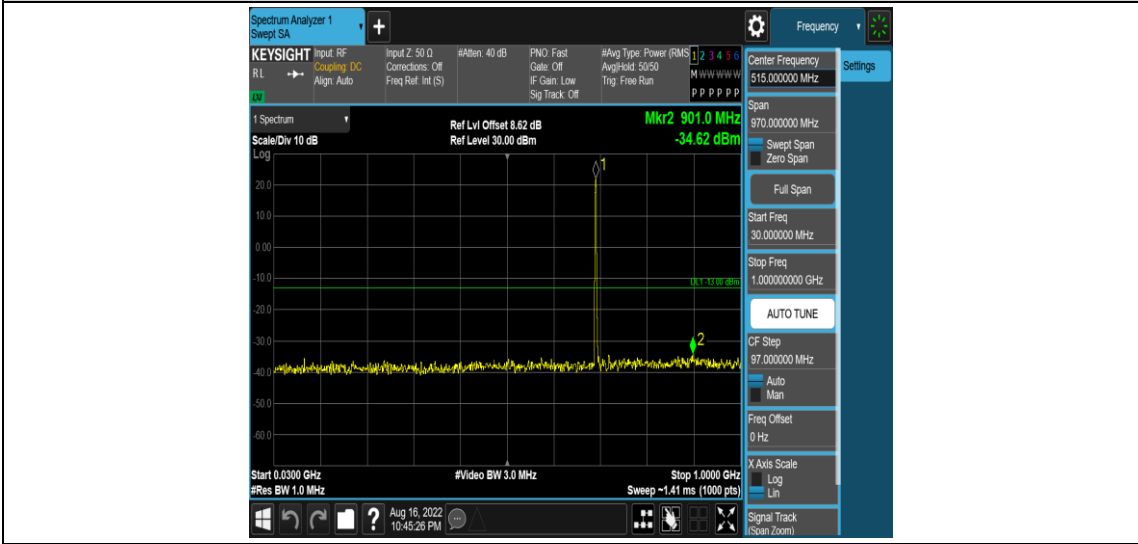 Spectrum Analyzer 1
Swept SA
+
Frequency
KEYSIGHT
RL
Input: RF
Coupling: DC
Align: Auto
Input Z: 50 Ω
Corrections: Off
Freq Ref: Int (S)
#Atten: 40 dB
PNO: Fast
Gate: Off
IF Gain: Low
Sig Track: Off
#Avg Type: Power (RMS
Avg|Hold: 50/50
Trig: Free Run
1 2 3 4 5 6
M W W W W W
P P P P P P
1 Spectrum
Scale/Div 10 dB
Ref Lvl Offset 8.62 dB
Ref Level 30.00 dBm
Mkr2 901.0 MHz
-34.62 dBm
Log
20.0
10.0
0.00
-10.0
-20.0
-30.0
-40.0
-50.0
-60.0
1
DL1 -13.00 dBm
2
Start 0.0300 GHz
#Res BW 1.0 MHz
#Video BW 3.0 MHz
Stop 1.0000 GHz
Sweep ~1.41 ms (1000 pts)
?
Aug 16, 2022
10:45:26 PM
Center Frequency
515.000000 MHz
Settings
Span
970.000000 MHz
Swept Span
Zero Span
Full Span
Start Freq
30.000000 MHz
Stop Freq
1.000000000 GHz
AUTO TUNE
CF Step
97.000000 MHz
Auto
Man
Freq Offset
0 Hz
X Axis Scale
Log
Lin
Signal Track
(Span Zoom)